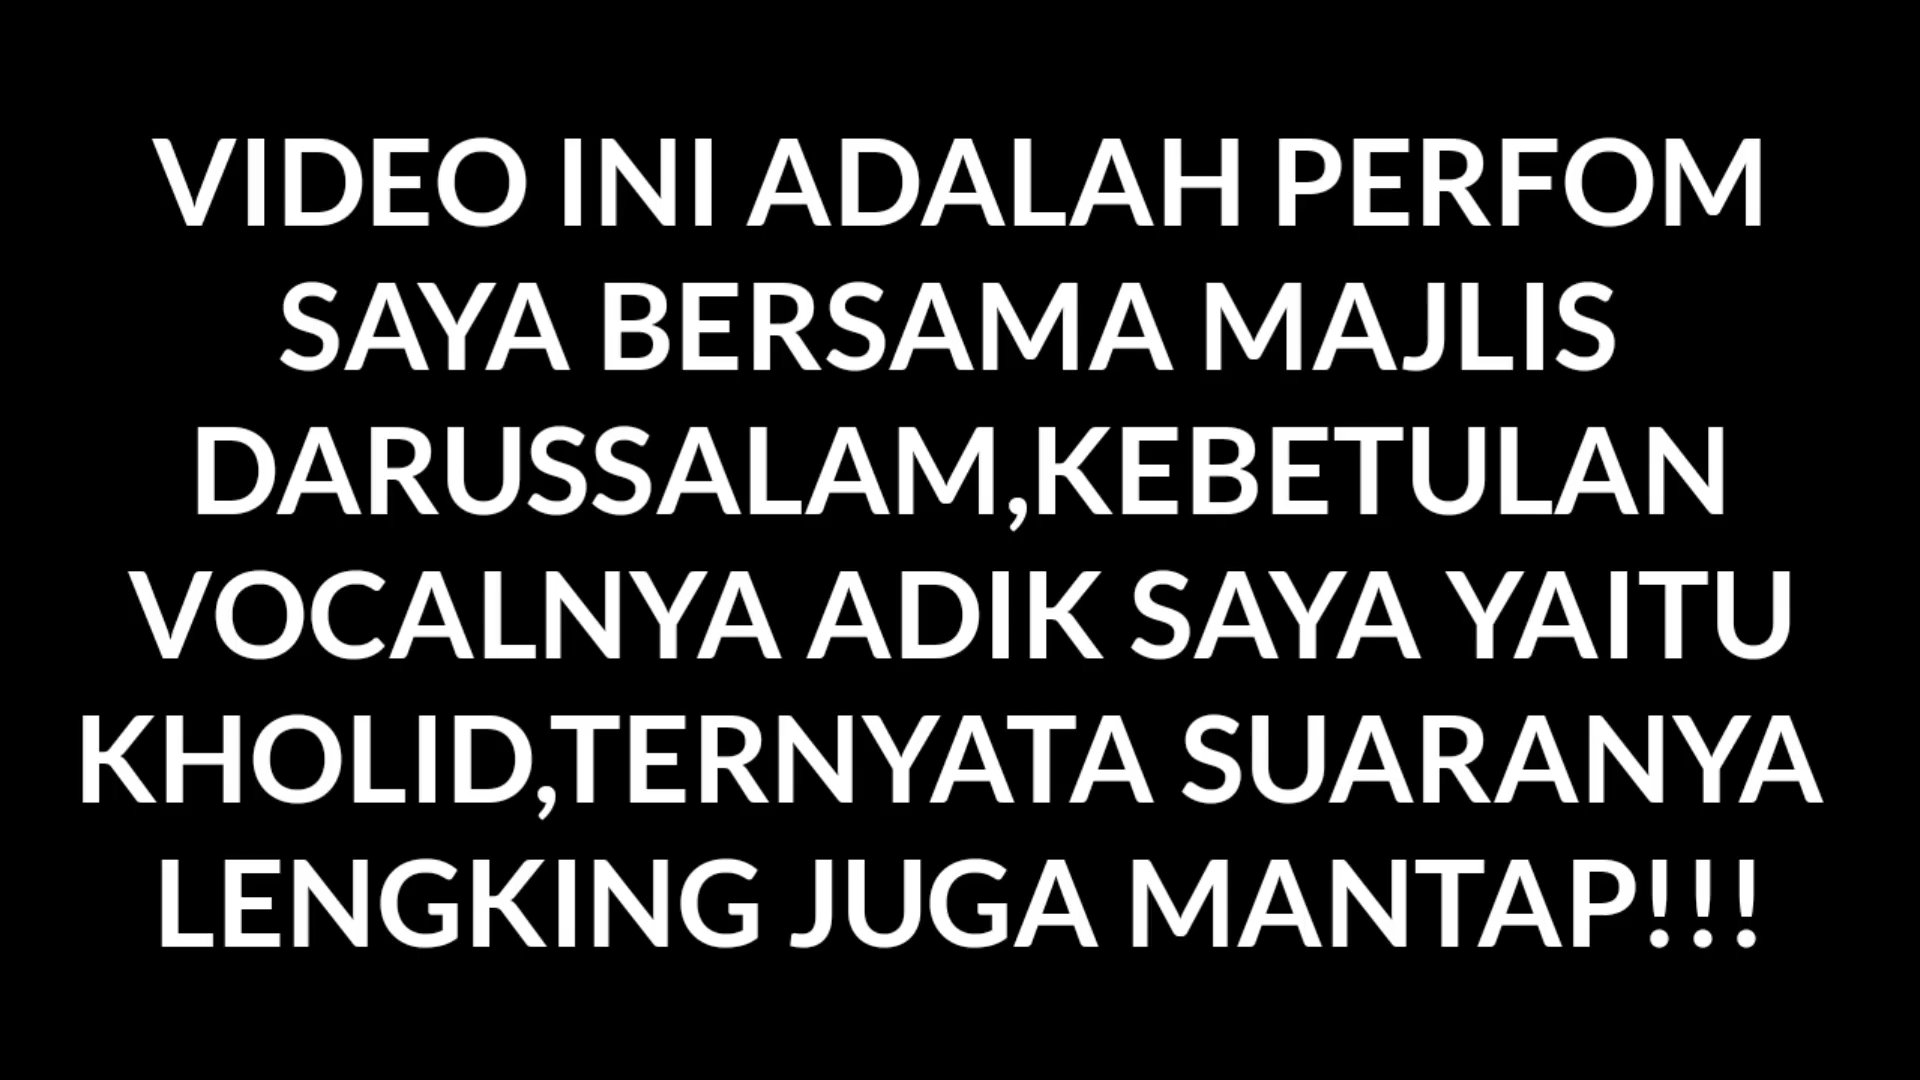 VIDEO INI ADALAH PERFOM
SAYA BERSAMA MAJLIS
DARUSSALAM,KEBETULAN
VOCALNYA ADIK SAYA YAITU
KHOLID,TERNYATA SUARANYA
LENGKING JUGA MANTAP!!!